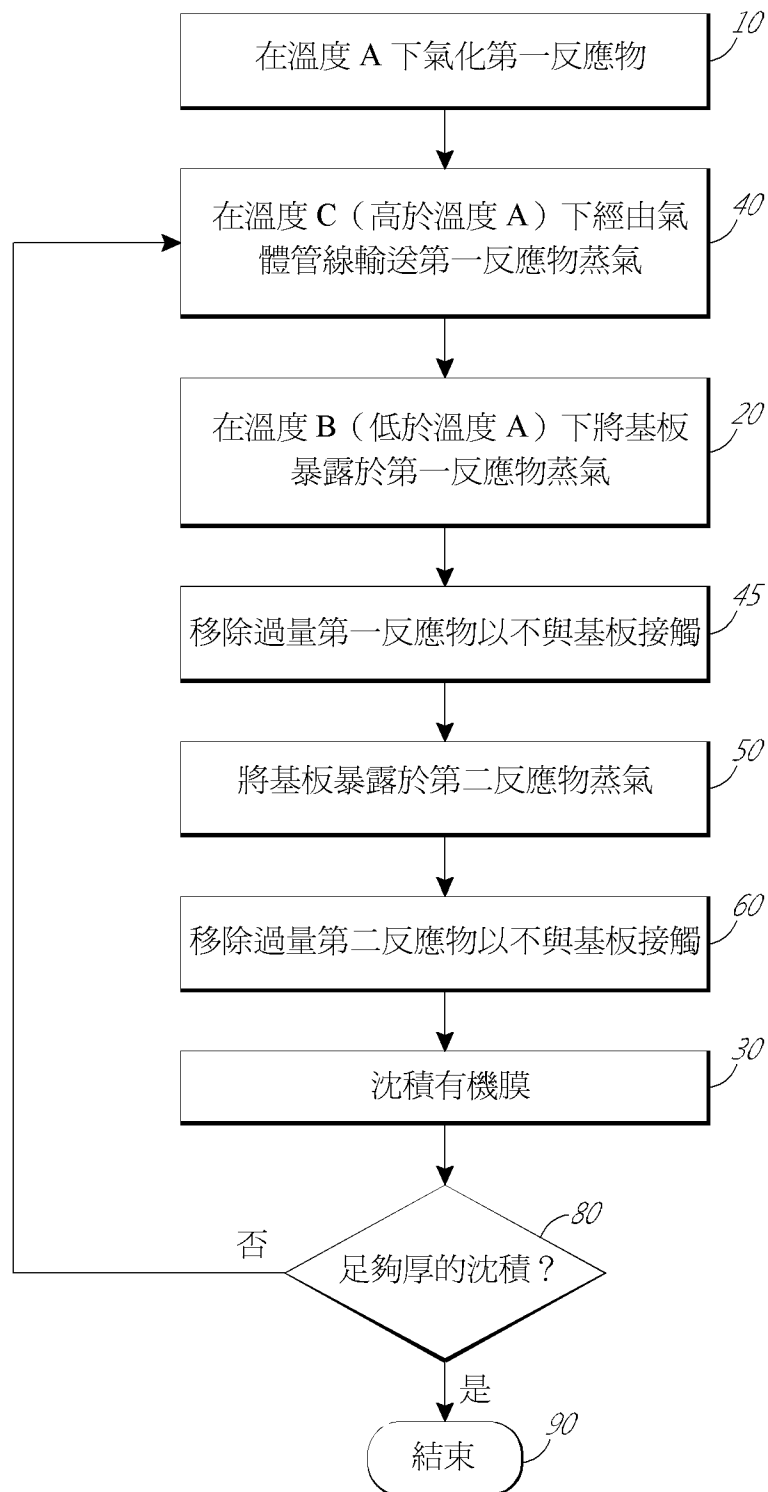 10
在溫度 A 下氣化第一反應物
40
在溫度 C（高於溫度 A）下經由氣
體管線輸送第一反應物蒸氣
20
在溫度 B（低於溫度 A）下將基板
暴露於第一反應物蒸氣
45
移除過量第一反應物以不與基板接觸
50
將基板暴露於第二反應物蒸氣
60
移除過量第二反應物以不與基板接觸
30
沈積有機膜
80
否
足夠厚的沈積？
是
90
結束